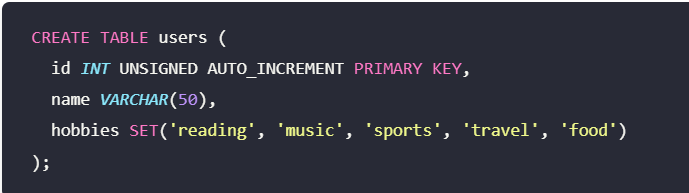 CREATE TABLE users (
id INT UNSIGNED AUTO_INCREMENT PRIMARY KEY,
name VARCHAR(50),
hobbies SET('reading', 'music', 'sports', 'travel', 'food')
);